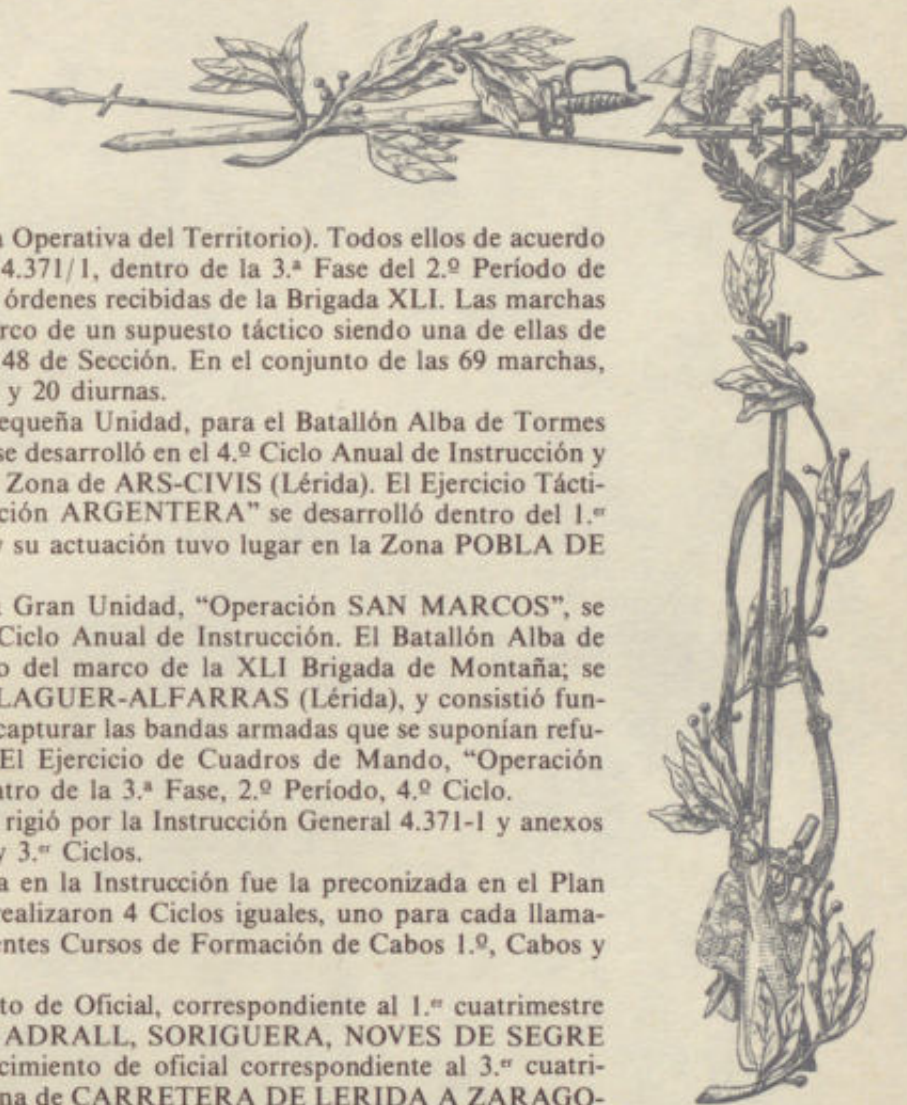 Operativa del Territorio). Todos ellos de acuerdo
4.371/1, dentro de la 3.ª Fase del 2.º Período de
órdenes recibidas de la Brigada XLI. Las marchas
rco de un supuesto táctico siendo una de ellas de
48 de Sección. En el conjunto de las 69 marchas,
y 20 diurnas.
equeña Unidad, para el Batallón Alba de Tormes
se desarrolló en el 4.º Ciclo Anual de Instrucción y
Zona de ARS-CIVIS (Lérida). El Ejercicio Tácti-
ción ARGENTERA” se desarrolló dentro del 1.er
y su actuación tuvo lugar en la Zona POBLA DE
Gran Unidad, “Operación SAN MARCOS”, se
Ciclo Anual de Instrucción. El Batallón Alba de
o del marco de la XLI Brigada de Montaña; se
LAGUER-ALFARRAS (Lérida), y consistió fun-
capturar las bandas armadas que se suponían refu-
El Ejercicio de Cuadros de Mando, “Operación
ntro de la 3.ª Fase, 2.º Período, 4.º Ciclo.
rigió por la Instrucción General 4.371-1 y anexos
y 3.er Ciclos.
a en la Instrucción fue la preconizada en el Plan
realizaron 4 Ciclos iguales, uno para cada llama-
entes Cursos de Formación de Cabos 1.º, Cabos y
to de Oficial, correspondiente al 1.er cuatrimestre
ADRALL, SORIGUERA, NOVES DE SEGRE
cimiento de oficial correspondiente al 3.er cuatri-
na de CARRETERA DE LERIDA A ZARAGO-